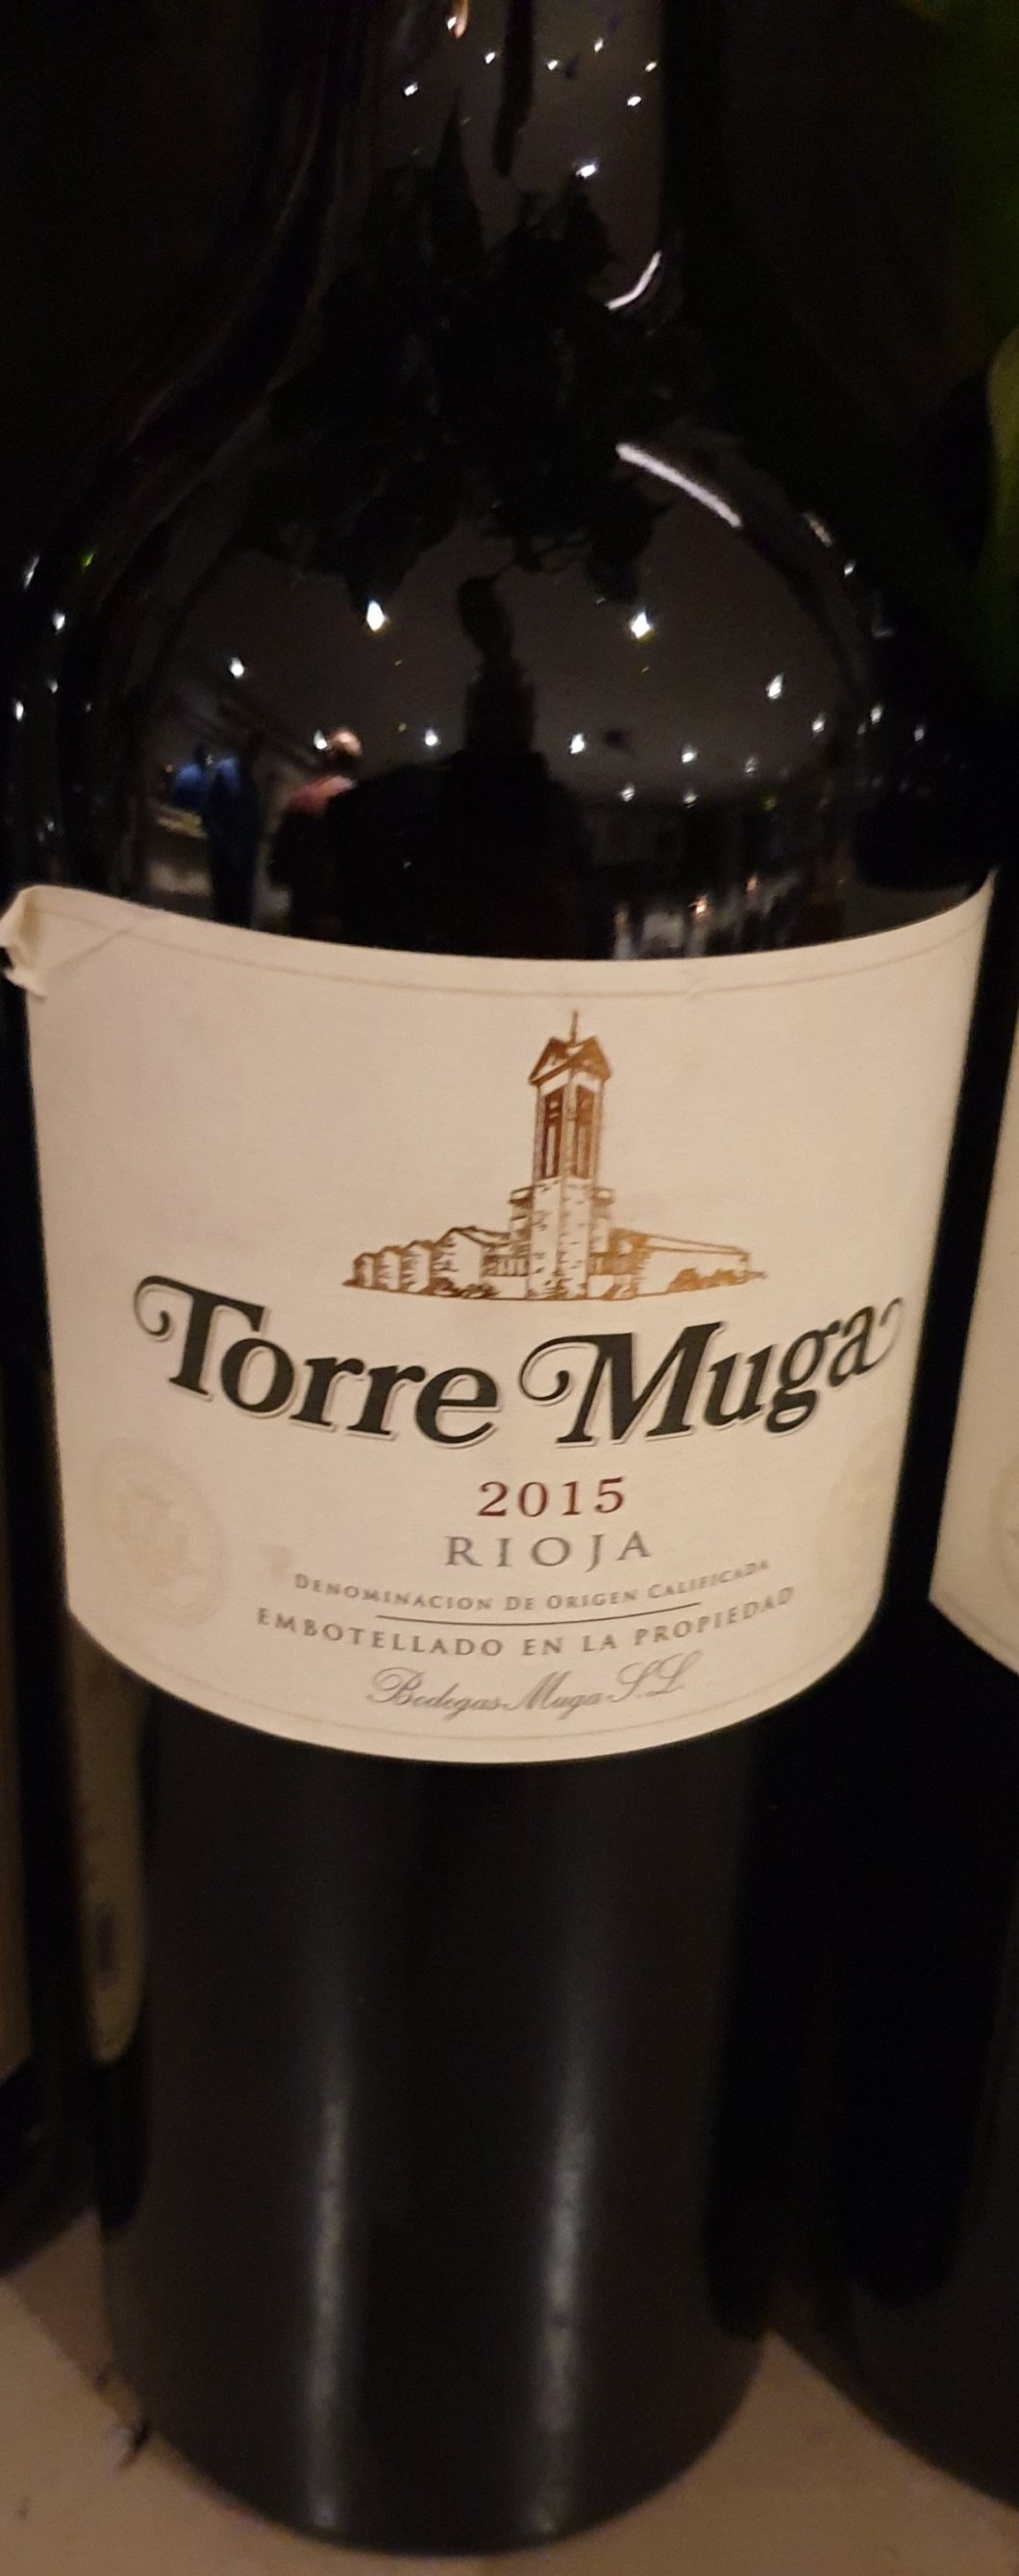 Torre Muga
2015
RIOJA
DENOMINACION DE ORIGEN CALIFICADA
EMBOTELLADO EN LA PROPIEDAD
Bodegas Muga S.L.